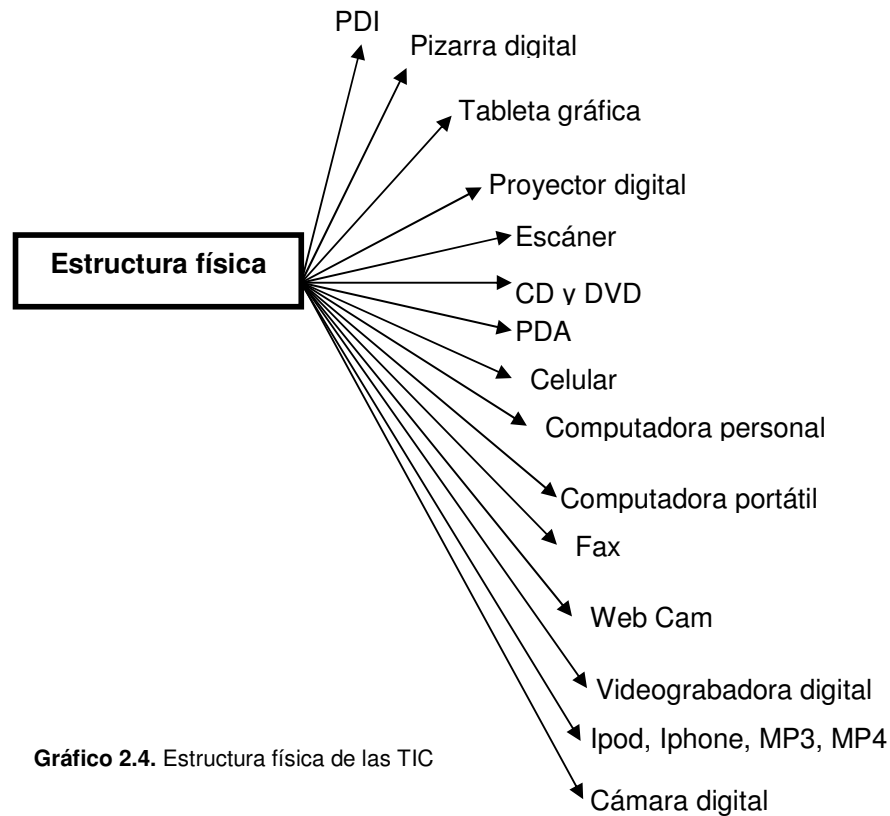 PDI
Pizarra digital
Tableta gráfica
Proyector digital
Estructura física
Escáner
CD y DVD
PDA
Celular
Computadora personal
Computadora portátil
Fax
Web Cam
Videograbadora digital
Ipod, Iphone, MP3, MP4
Gráfico 2.4. Estructura física de las TIC
Cámara digital